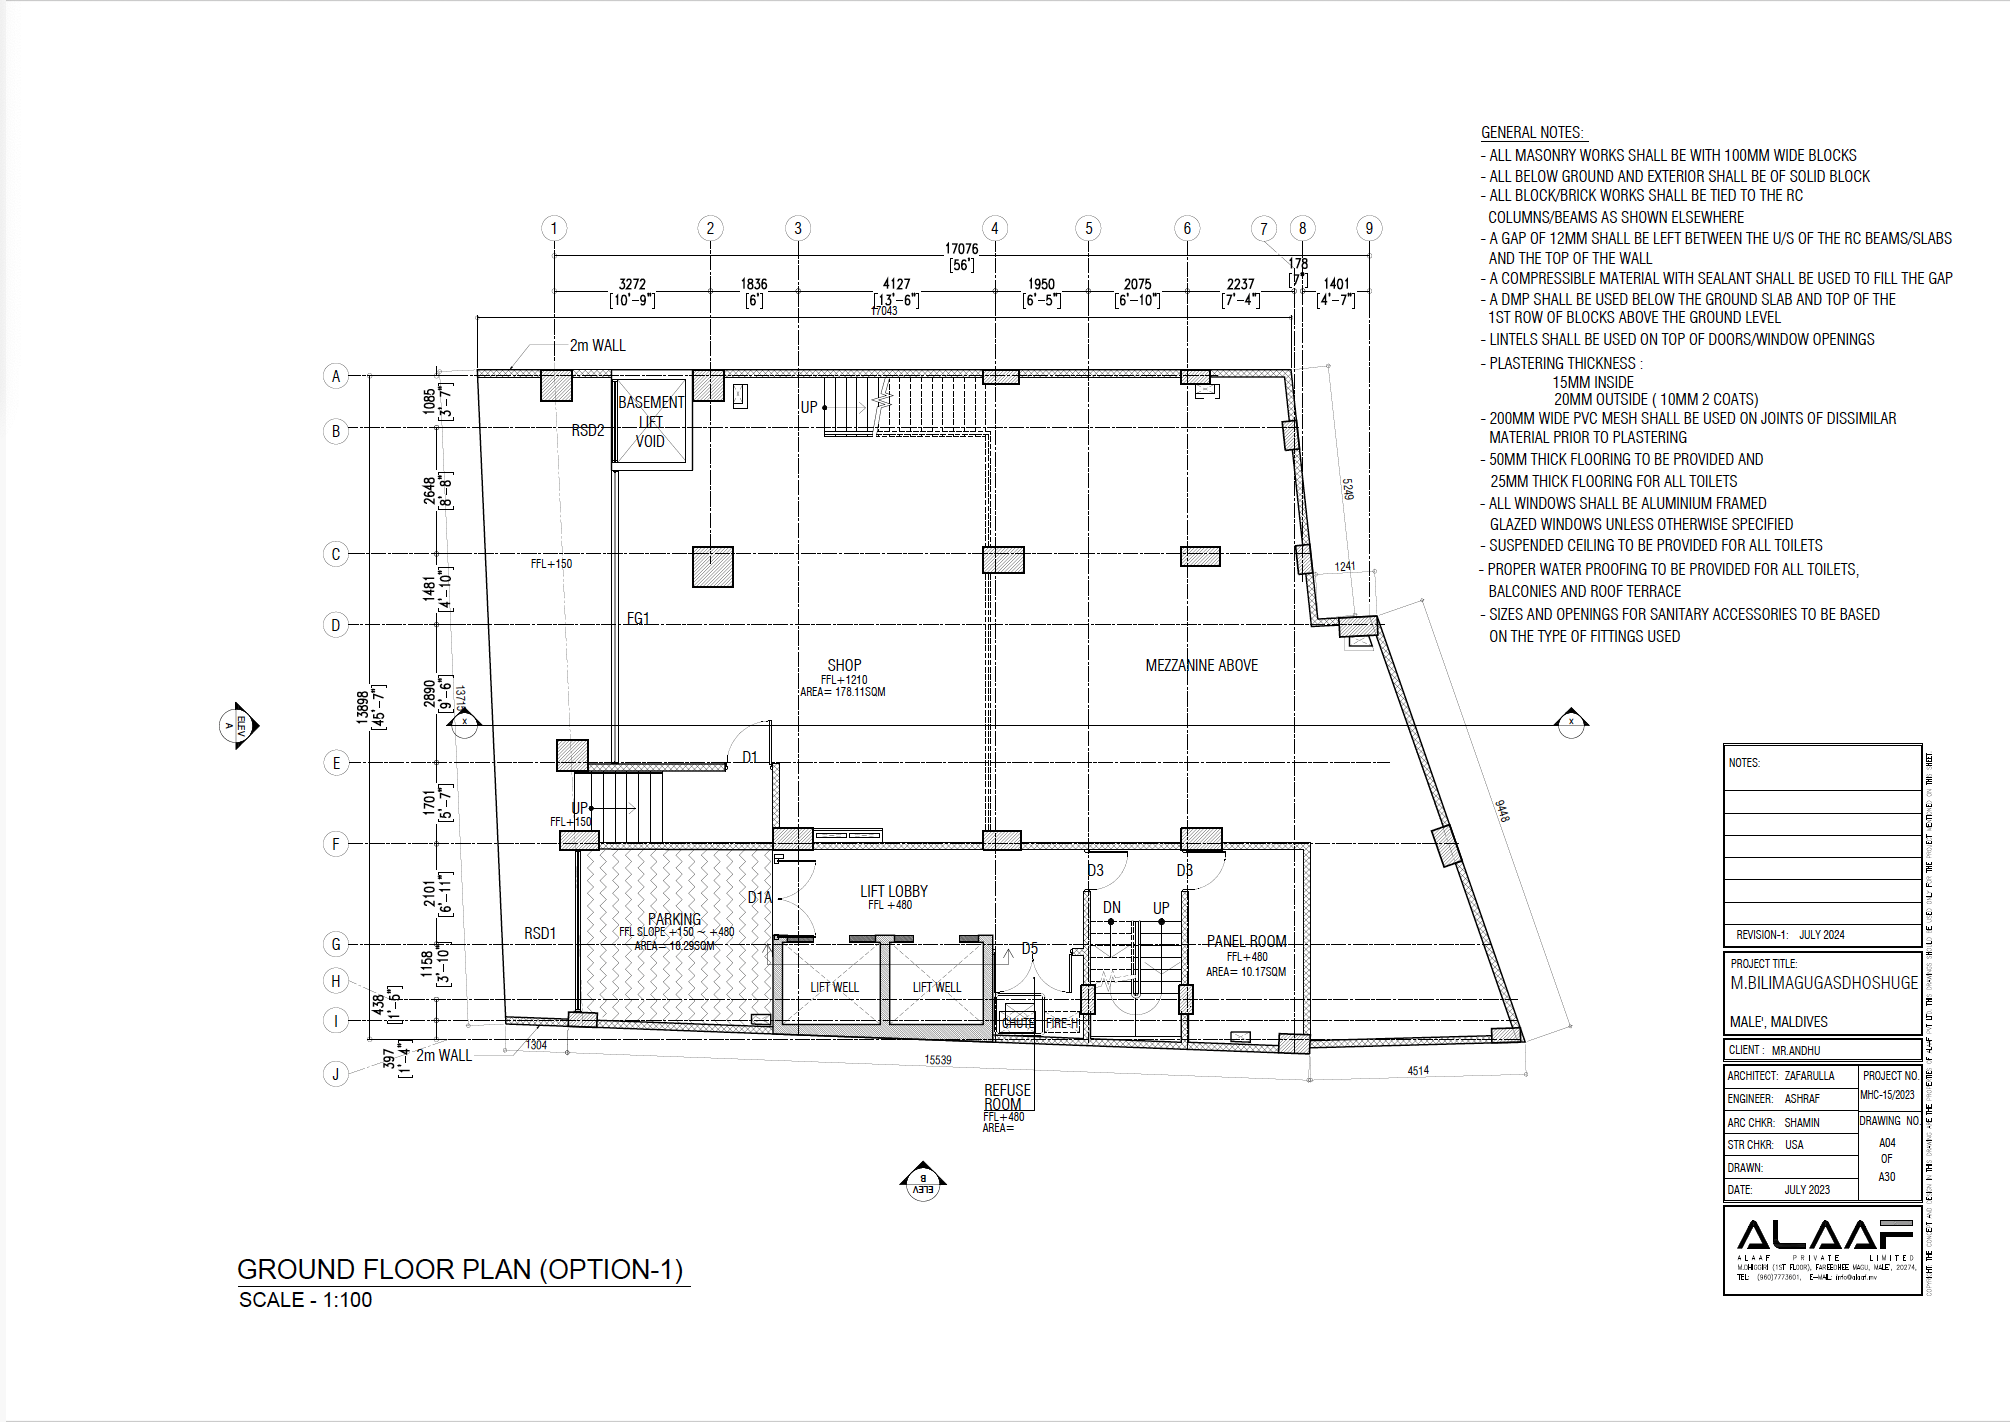 GENERAL NOTES:
- ALL MASONRY WORKS SHALL BE WITH 100MM WIDE BLOCKS
- ALL BELOW GROUND AND EXTERIOR SHALL BE OF SOLID BLOCK
- ALL BLOCK/BRICK WORKS SHALL BE TIED TO THE RC
COLUMNS/BEAMS AS SHOWN ELSEWHERE
- A GAP OF 12MM SHALL BE LEFT BETWEEN THE U/S OF THE RC BEAMS/SLABS
AND THE TOP OF THE WALL
- A COMPRESSIBLE MATERIAL WITH SEALANT SHALL BE USED TO FILL THE GAP
- A DMP SHALL BE USED BELOW THE GROUND SLAB AND TOP OF THE
1ST ROW OF BLOCKS ABOVE THE GROUND LEVEL
- LINTELS SHALL BE USED ON TOP OF DOORS/WINDOW OPENINGS
- PLASTERING THICKNESS :
15MM INSIDE
20MM OUTSIDE ( 10MM 2 COATS)
- 200MM WIDE PVC MESH SHALL BE USED ON JOINTS OF DISSIMILAR
MATERIAL PRIOR TO PLASTERING
- 50MM THICK FLOORING TO BE PROVIDED AND
25MM THICK FLOORING FOR ALL TOILETS
- ALL WINDOWS SHALL BE ALUMINIUM FRAMED
GLAZED WINDOWS UNLESS OTHERWISE SPECIFIED
- SUSPENDED CEILING TO BE PROVIDED FOR ALL TOILETS
- PROPER WATER PROOFING TO BE PROVIDED FOR ALL TOILETS,
BALCONIES AND ROOF TERRACE
- SIZES AND OPENINGS FOR SANITARY ACCESSORIES TO BE BASED
ON THE TYPE OF FITTINGS USED
1 2 3 4 5 6 7 8 9
17076
[56']
3272 1836 4127 1950 2075 2237 178 1401
[10'-9"] [6'] [13'-6"] [6'-5"] [6'-10"] [7'-4"] [7"] [4'-7"]
17043
2m WALL
A
B
C
D
E
F
G
H
I
J
1085
[3'-7"]
2648
[8'-8"]
1481
[4'-10"]
2890
[9'-6"]
1701
[5'-7"]
2101
[6'-11"]
1158
[3'-10"]
438
[1'-5"]
397
[1'-4"]
13898
[45'-7"]
13715
BASEMENT
LIFT
VOID
RSD2
UP
5249
1241
9448
FFL+150
FG1
SHOP
FFL+1210
AREA= 178.11SQM
MEZZANINE ABOVE
ELEV
A
X
X
D1
UP
FFL+150
D1A
LIFT LOBBY
FFL +480
D3
D3
DN
UP
RSD1
PARKING
FFL SLOPE +150 ~ +480
AREA= 18.29SQM
D5
PANEL ROOM
FFL+480
AREA= 10.17SQM
LIFT WELL
LIFT WELL
CHUTE
FIRE-H
2m WALL
1304
15539
4514
REFUSE
ROOM
FFL+480
AREA=
B
ELEV
GROUND FLOOR PLAN (OPTION-1)
SCALE - 1:100
NOTES:
REVISION-1: JULY 2024
PROJECT TITLE:
M.BILIMAGUGASDHOSHUGE
MALE', MALDIVES
CLIENT : MR.ANDHU
ARCHITECT: ZAFARULLA
ENGINEER: ASHRAF
ARC CHKR: SHAMIN
STR CHKR: USA
DRAWN:
DATE: JULY 2023
PROJECT NO.
MHC-15/2023
DRAWING NO.
A04
OF
A30
ALAAF
ALAAF PRIVATE LIMITED
M.DHIGGIRI (1ST FLOOR), FAREEDHEE MAGU, MALE', 20274,
TEL: (960)7773601, E-MAIL: info@alaaf.mv